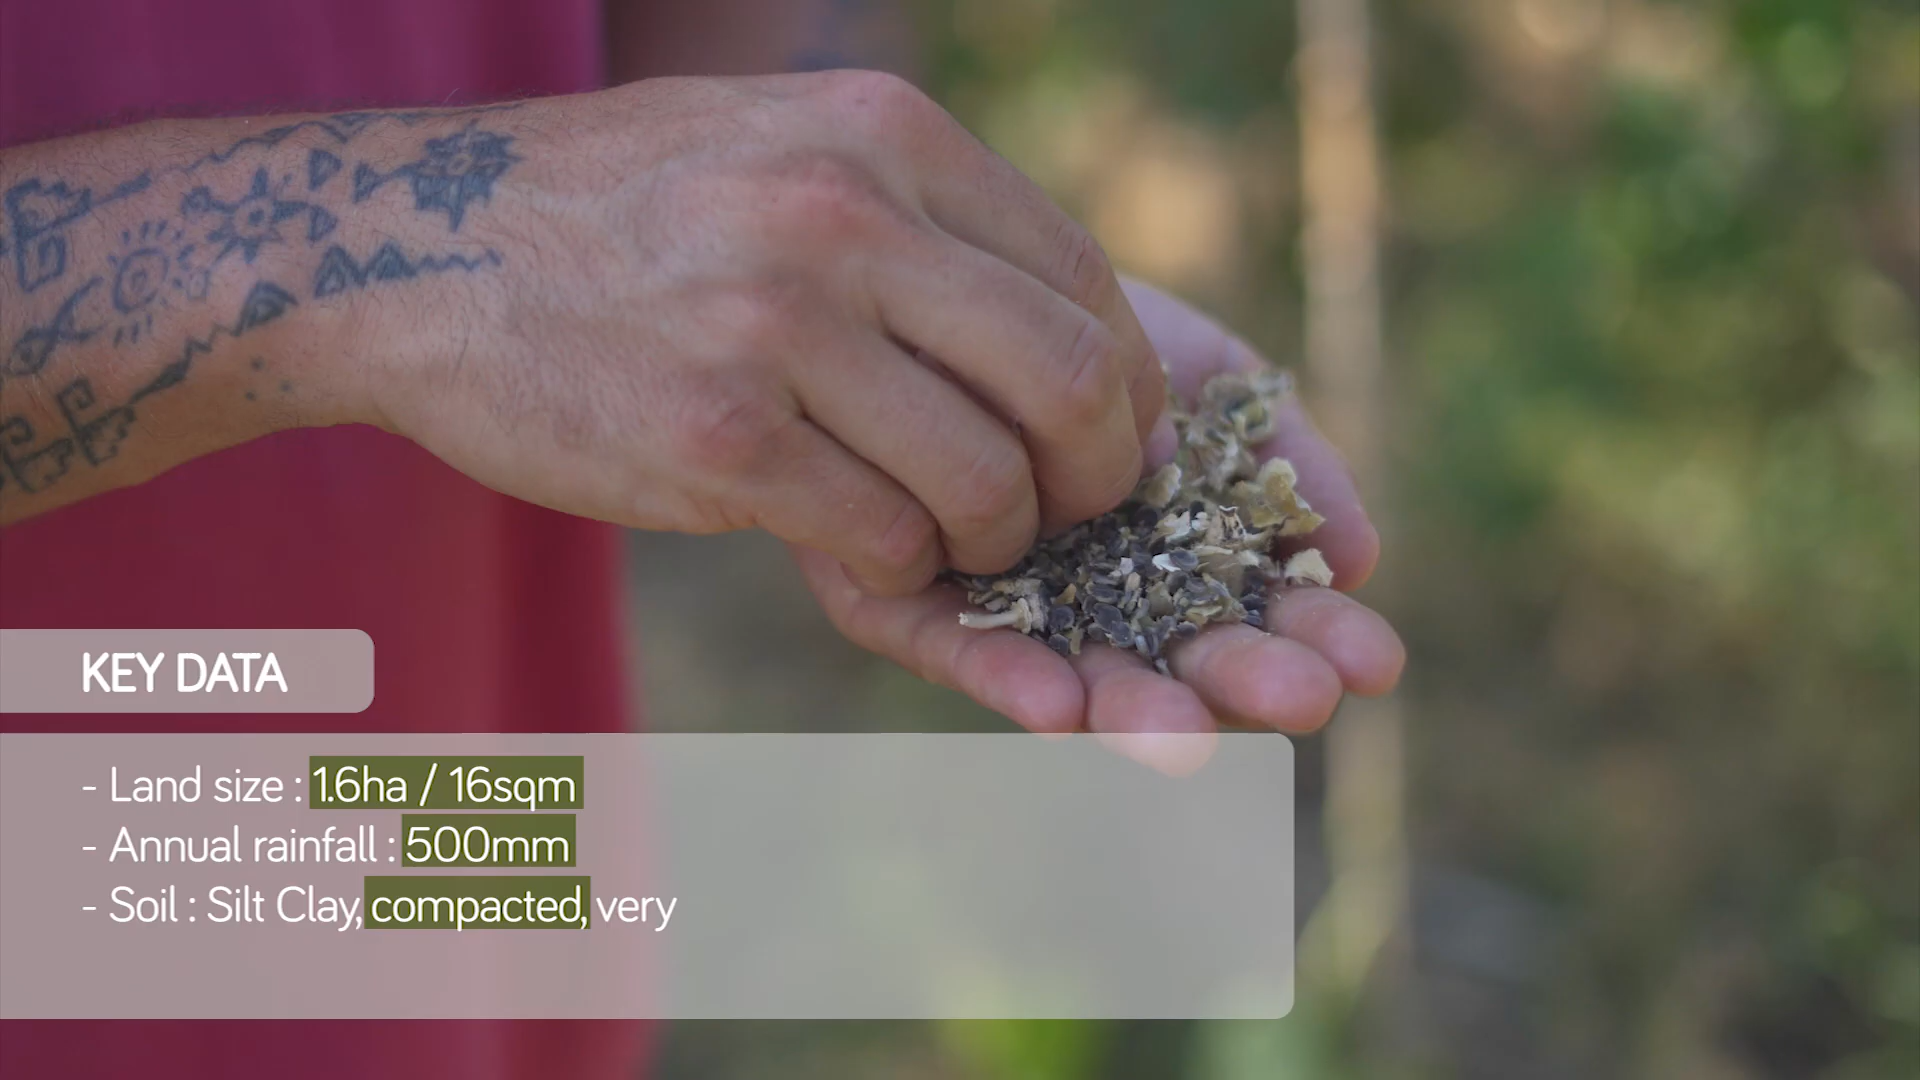 KEY DATA
- Land size : 1.6ha / 16sqm
- Annual rainfall : 500mm
- Soil : Silt Clay, compacted, very